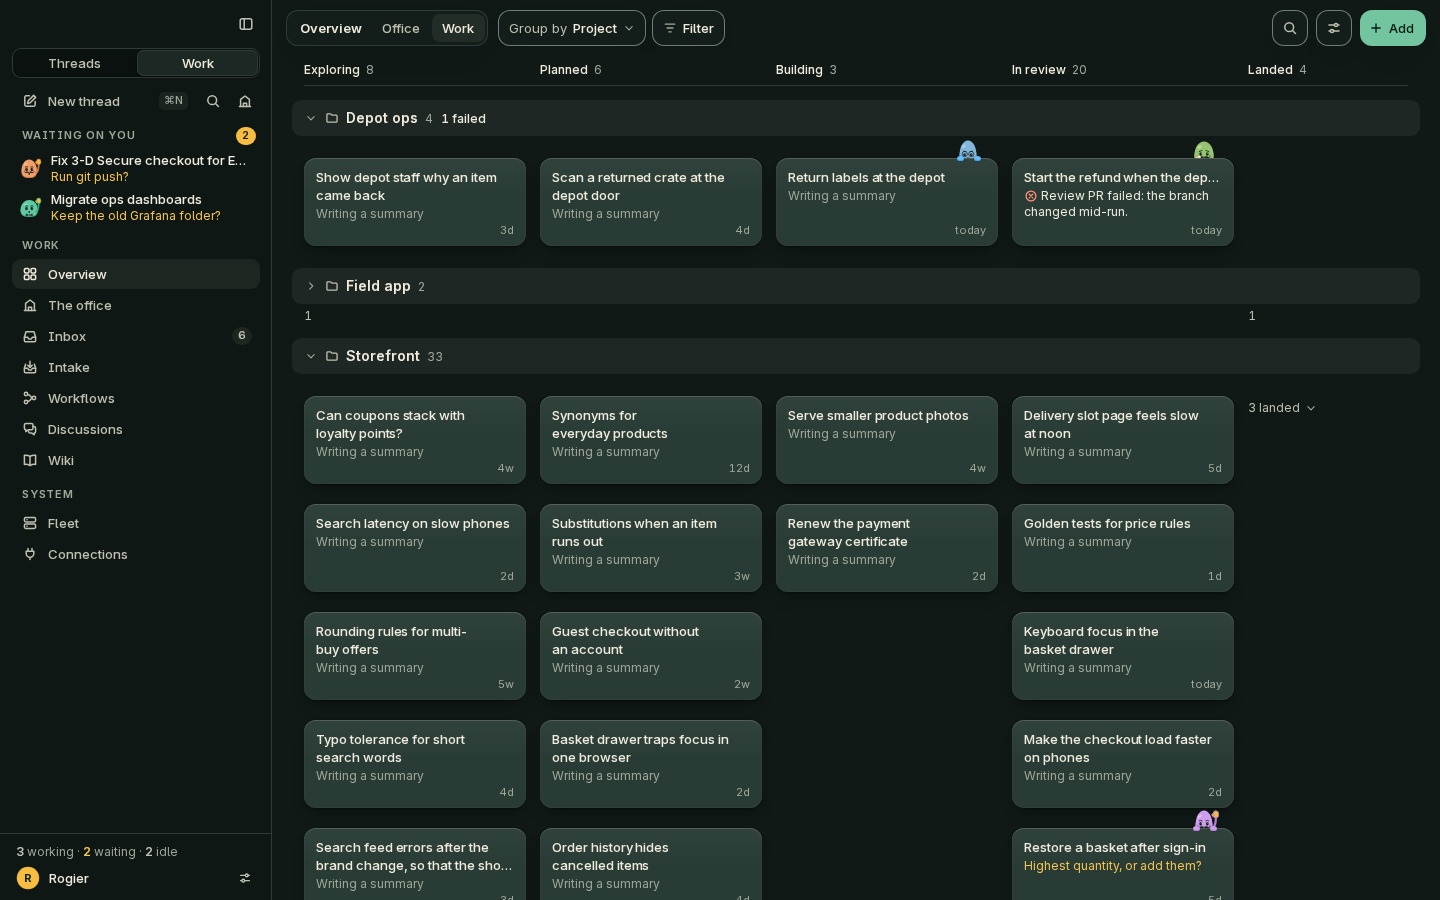 Threads
Work
New thread
⌘N
WAITING ON YOU
2
Fix 3-D Secure checkout for E…
Run git push?
Migrate ops dashboards
Keep the old Grafana folder?
WORK
Overview
The office
Inbox
6
Intake
Workflows
Discussions
Wiki
SYSTEM
Fleet
Connections
3 working · 2 waiting · 2 idle
R
Rogier
Overview
Office
Work
Group by Project
Filter
Add
Exploring 8
Planned 6
Building 3
In review 20
Landed 4
Depot ops 4 1 failed
Show depot staff why an item
came back
Writing a summary
3d
Scan a returned crate at the
depot door
Writing a summary
4d
Return labels at the depot
Writing a summary
today
Start the refund when the dep…
Review PR failed: the branch
changed mid-run.
today
Field app 2
1
1
Storefront 33
Can coupons stack with
loyalty points?
Writing a summary
4w
Synonyms for
everyday products
Writing a summary
12d
Serve smaller product photos
Writing a summary
4w
Delivery slot page feels slow
at noon
Writing a summary
5d
3 landed
Search latency on slow phones
Writing a summary
2d
Substitutions when an item
runs out
Writing a summary
3w
Renew the payment
gateway certificate
Writing a summary
2d
Golden tests for price rules
Writing a summary
1d
Rounding rules for multi-
buy offers
Writing a summary
5w
Guest checkout without
an account
Writing a summary
2w
Keyboard focus in the
basket drawer
Writing a summary
today
Typo tolerance for short
search words
Writing a summary
4d
Basket drawer traps focus in
one browser
Writing a summary
2d
Make the checkout load faster
on phones
Writing a summary
2d
Search feed errors after the
brand change, so that the sho…
Writing a summary
3d
Order history hides
cancelled items
Writing a summary
4d
Restore a basket after sign-in
Highest quantity, or add them?
5d